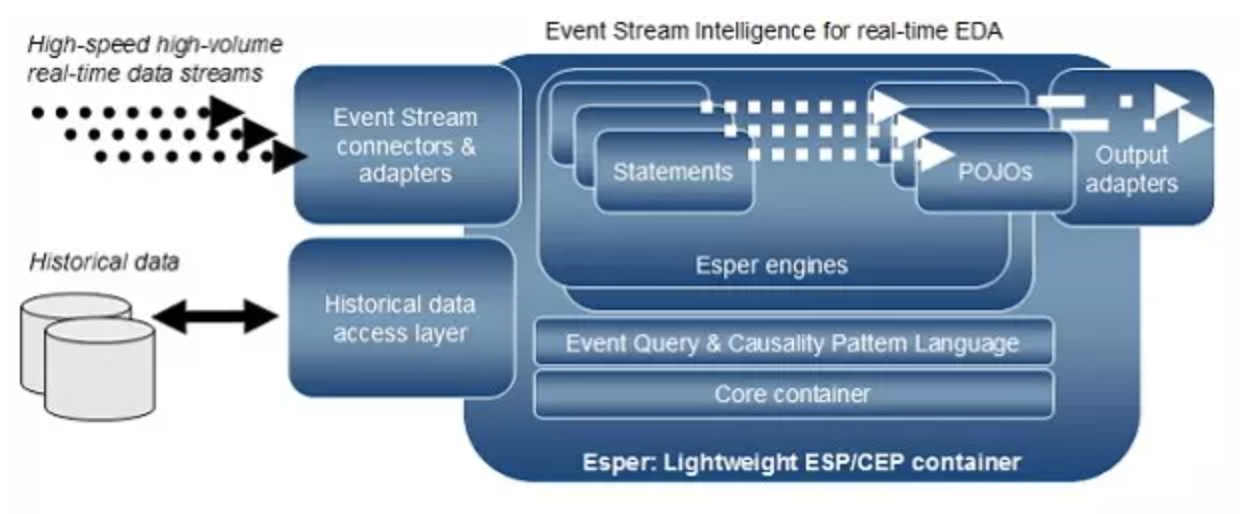 Event Stream Intelligence for real-time EDA
High-speed high-volume
real-time data streams
Event Stream
connectors &
adapters
Statements
POJOs
Output
adapters
Esper engines
Historical data
Historical data
access layer
Event Query & Causality Pattern Language
Core container
Esper: Lightweight ESP/CEP container